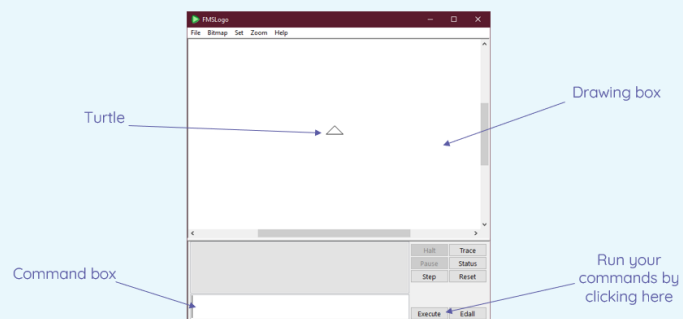 FMSLogo
File Bitmap Set Zoom Help
Turtle
Drawing box
Halt Trace
Pause Status
Step Reset
Command box
Run your
commands by
clicking here
Execute Edall